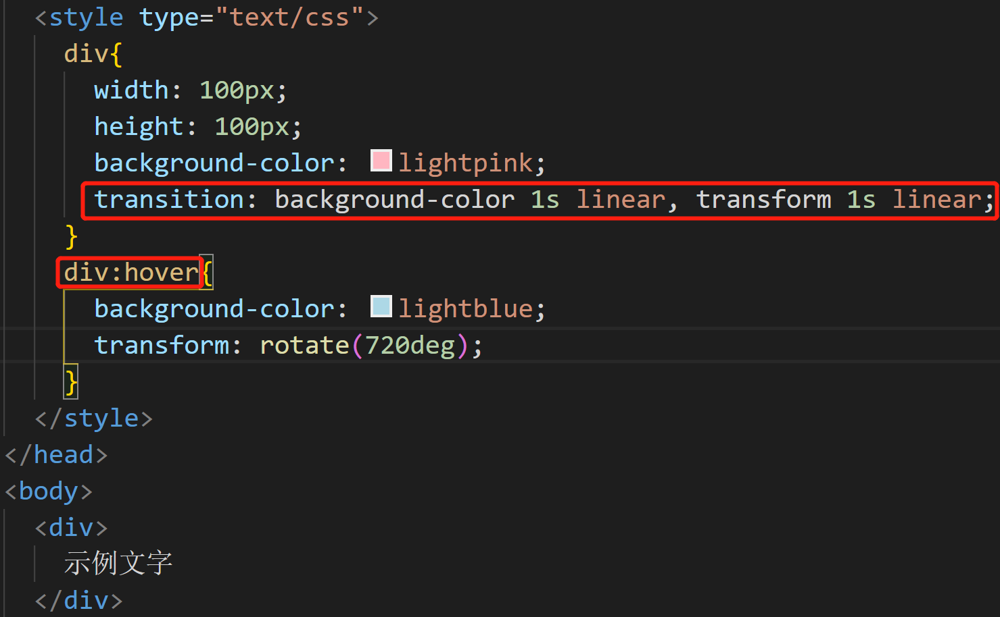 <style type="text/css">
div{
width: 100px;
height: 100px;
background-color: lightpink;
transition: background-color 1s linear, transform 1s linear;
}
div:hover{
background-color: lightblue;
transform: rotate(720deg);
}
</style>
</head>
<body>
<div>
示例文字
</div>